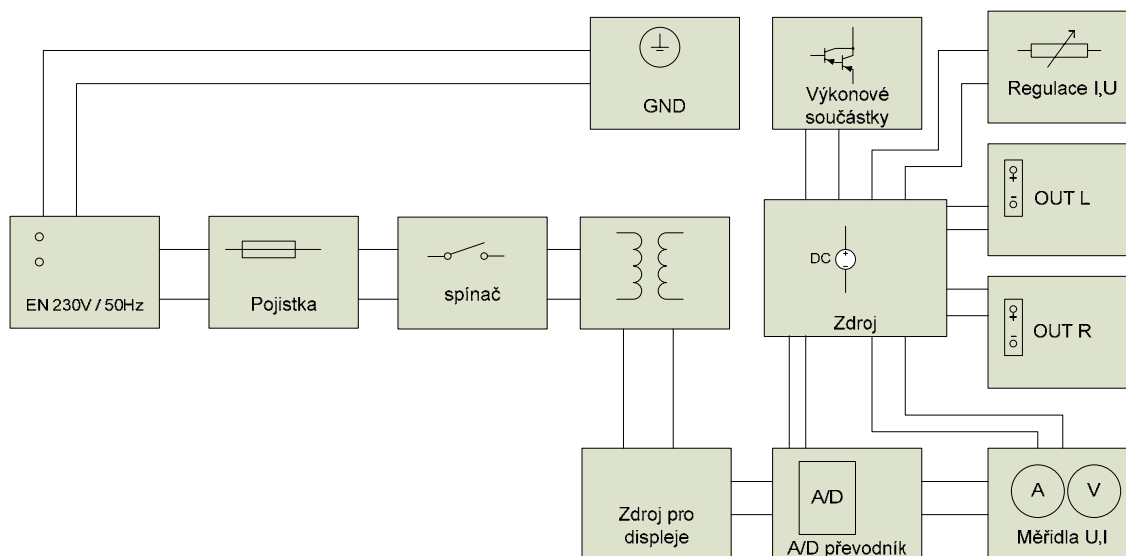 GND
Výkonové
součástky
Regulace I,U
OUT L
EN 230V / 50Hz
Pojistka
spínač
DC
Zdroj
OUT R
Zdroj pro
displeje
A/D
A/D převodník
A V
Měřidla U,I